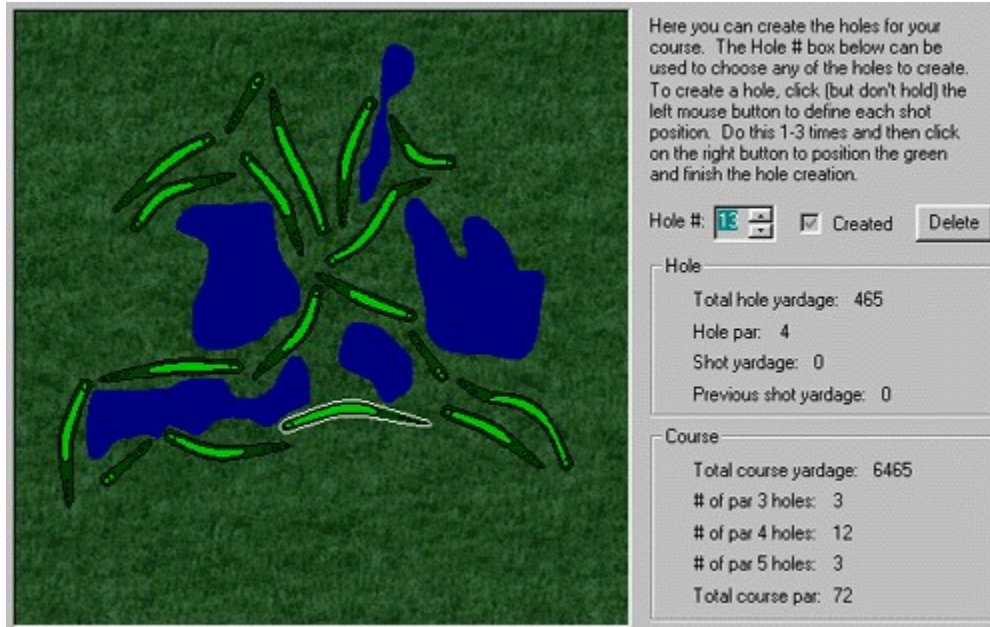 Here you can create the holes for your
course. The Hole # box below can be
used to choose any of the holes to create.
To create a hole, click (but don't hold) the
left mouse button to define each shot
position. Do this 1-3 times and then click
on the right button to position the green
and finish the hole creation.
Hole #: 13 Created Delete
Hole
Total hole yardage: 465
Hole par: 4
Shot yardage: 0
Previous shot yardage: 0
Course
Total course yardage: 6465
# of par 3 holes: 3
# of par 4 holes: 12
# of par 5 holes: 3
Total course par: 72